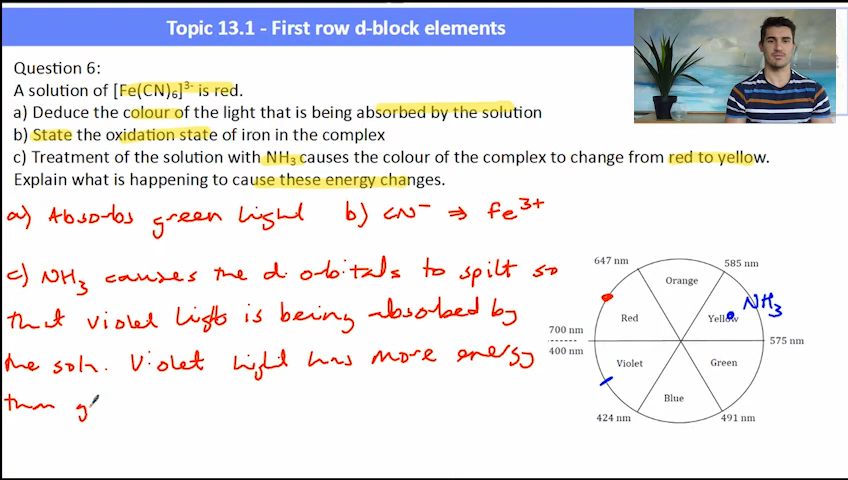 Topic 13.1 - First row d-block elements
Question 6:
A solution of [Fe(CN)₆]³⁻ is red.
a) Deduce the colour of the light that is being absorbed by the solution
b) State the oxidation state of iron in the complex
c) Treatment of the solution with NH₃ causes the colour of the complex to change from red to yellow.
Explain what is happening to cause these energy changes.
a) Absorbs green light b) CN⁻ ⇒ Fe³⁺
c) NH₃ causes the d orbitals to spilt so
that violet light is being absorbed by
the soln. Violet light has more energy
than g
647 nm
585 nm
Orange
NH₃
Red
Yellow
700 nm
400 nm
575 nm
Violet
Green
Blue
424 nm
491 nm